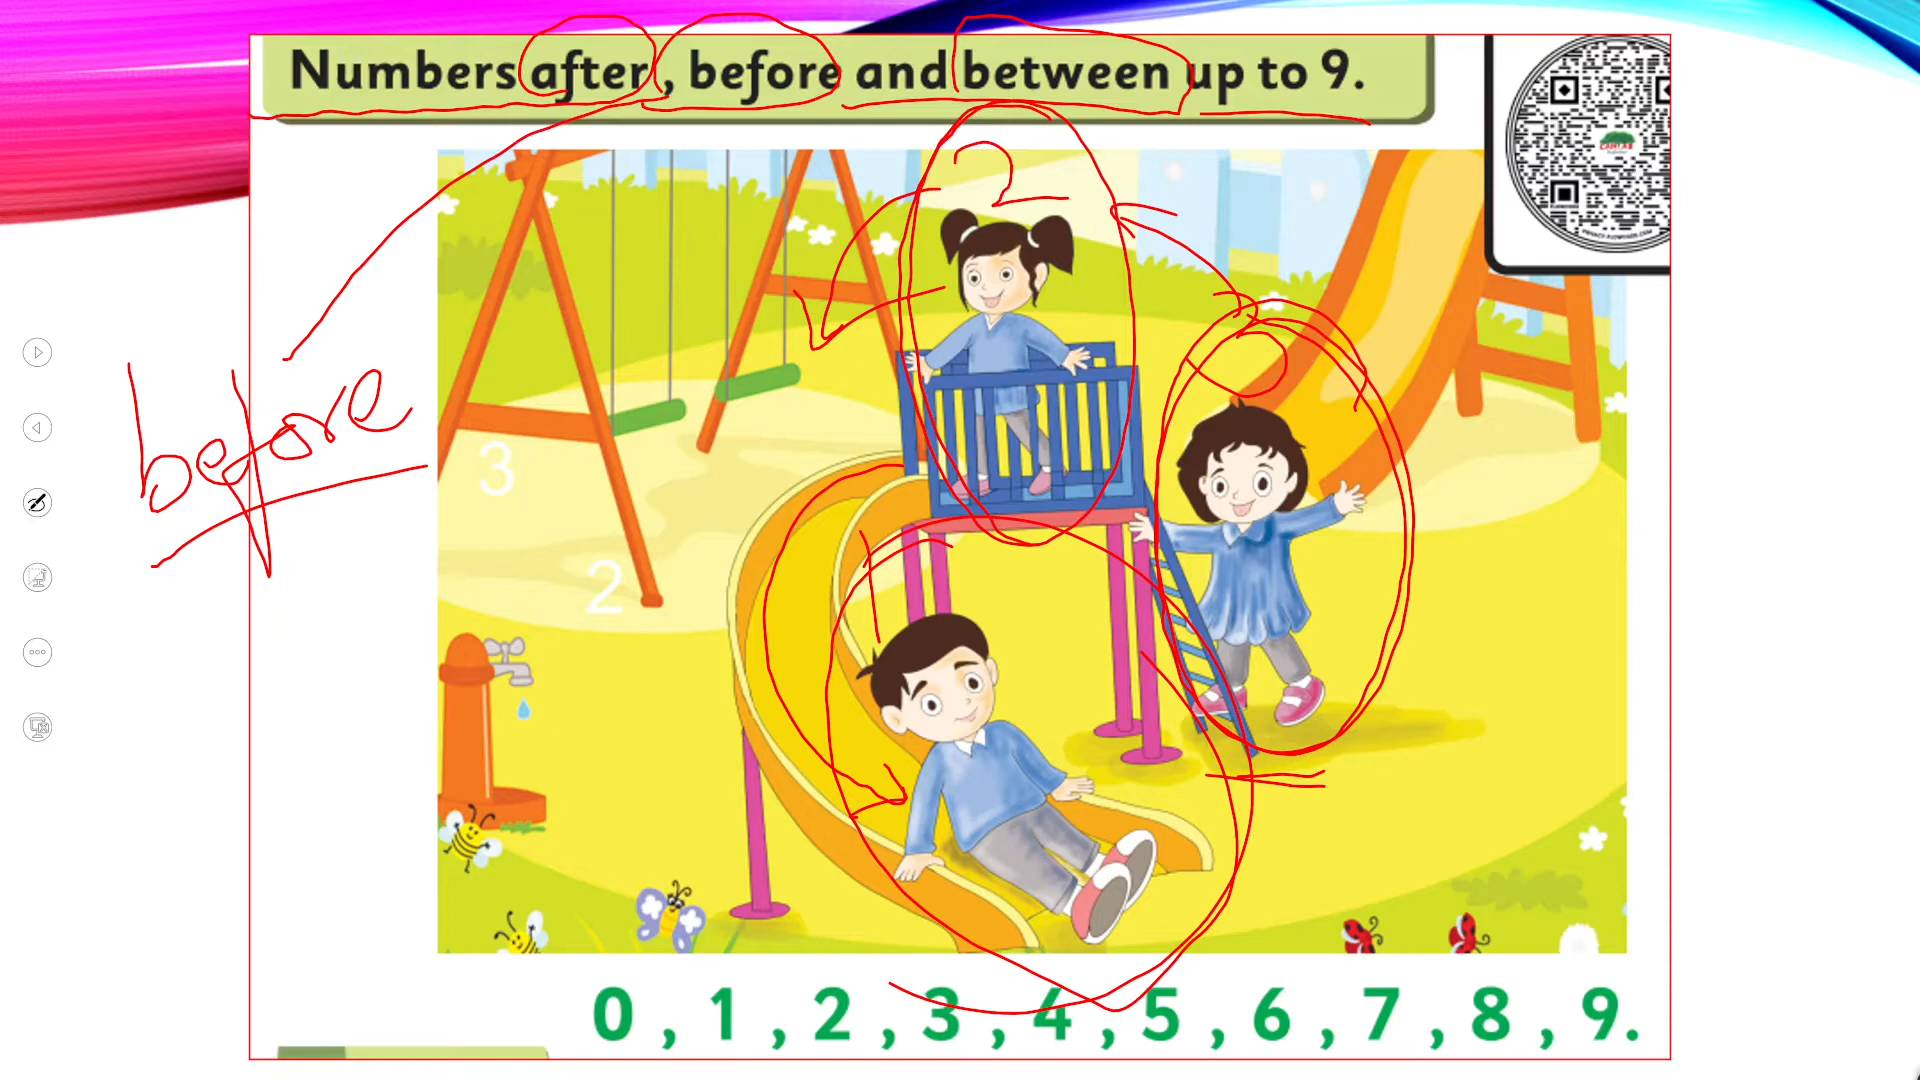 Numbers after, before and between up to 9.
2
before
3
2
0, 1, 2, 3, 4, 5, 6, 7, 8, 9.